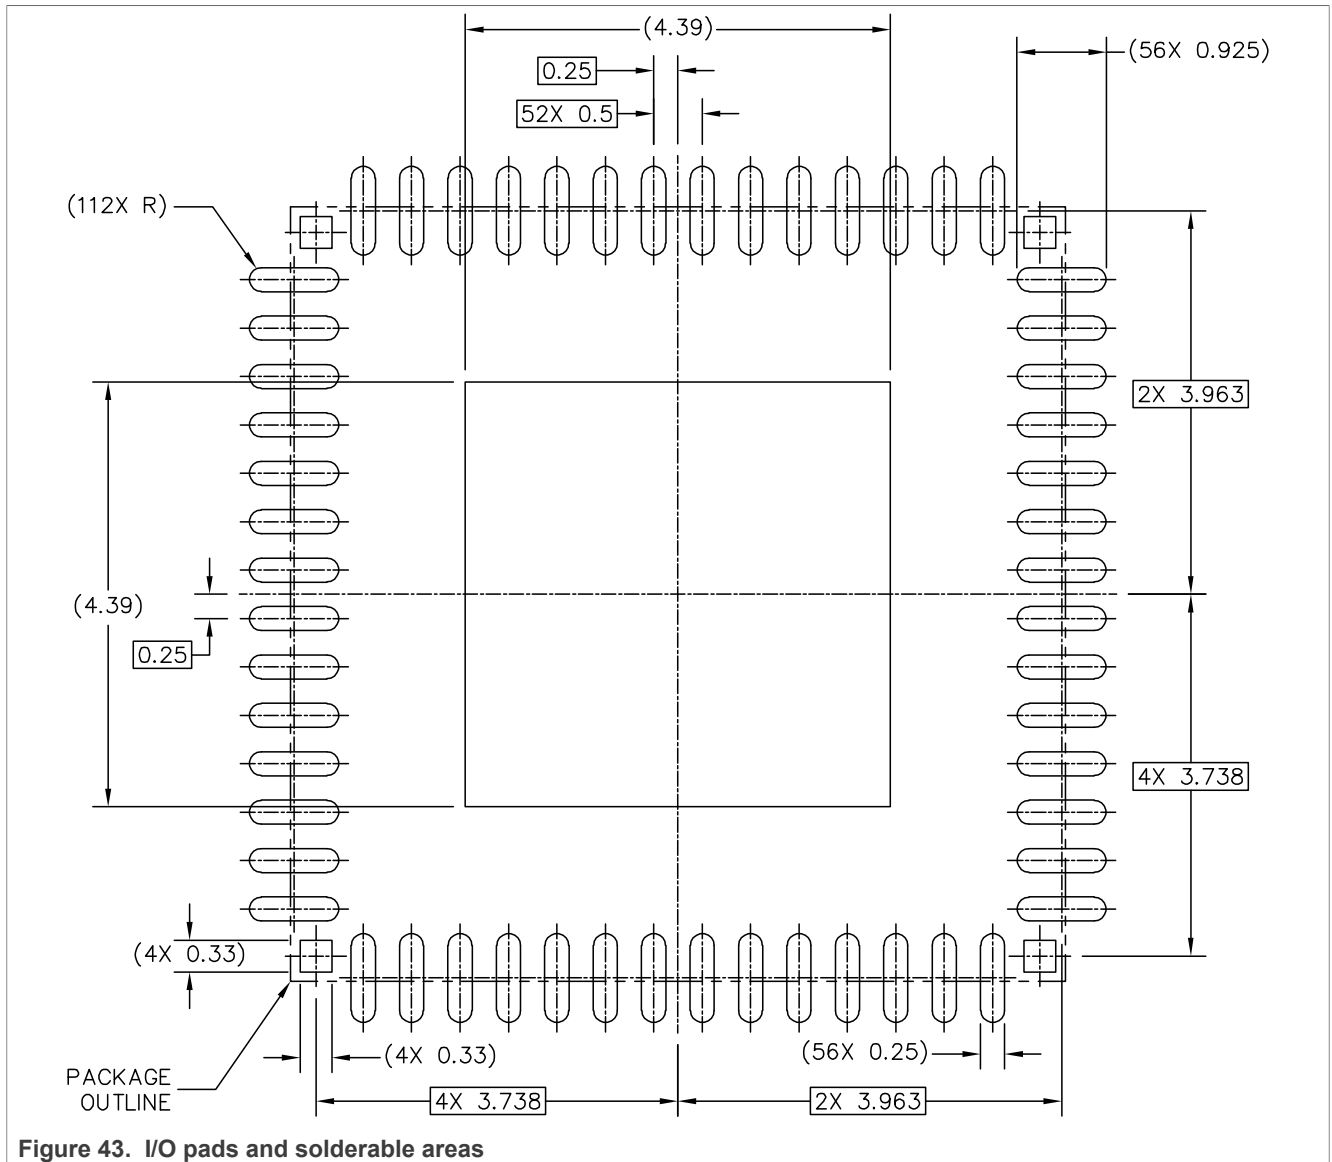 (4.39)
0.25
(56X 0.925)
52X 0.5
(112X R)
2X 3.963
(4.39)
0.25
4X 3.738
(4X 0.33)
(4X 0.33)
(56X 0.25)
PACKAGE
OUTLINE
4X 3.738
2X 3.963
Figure 43. I/O pads and solderable areas